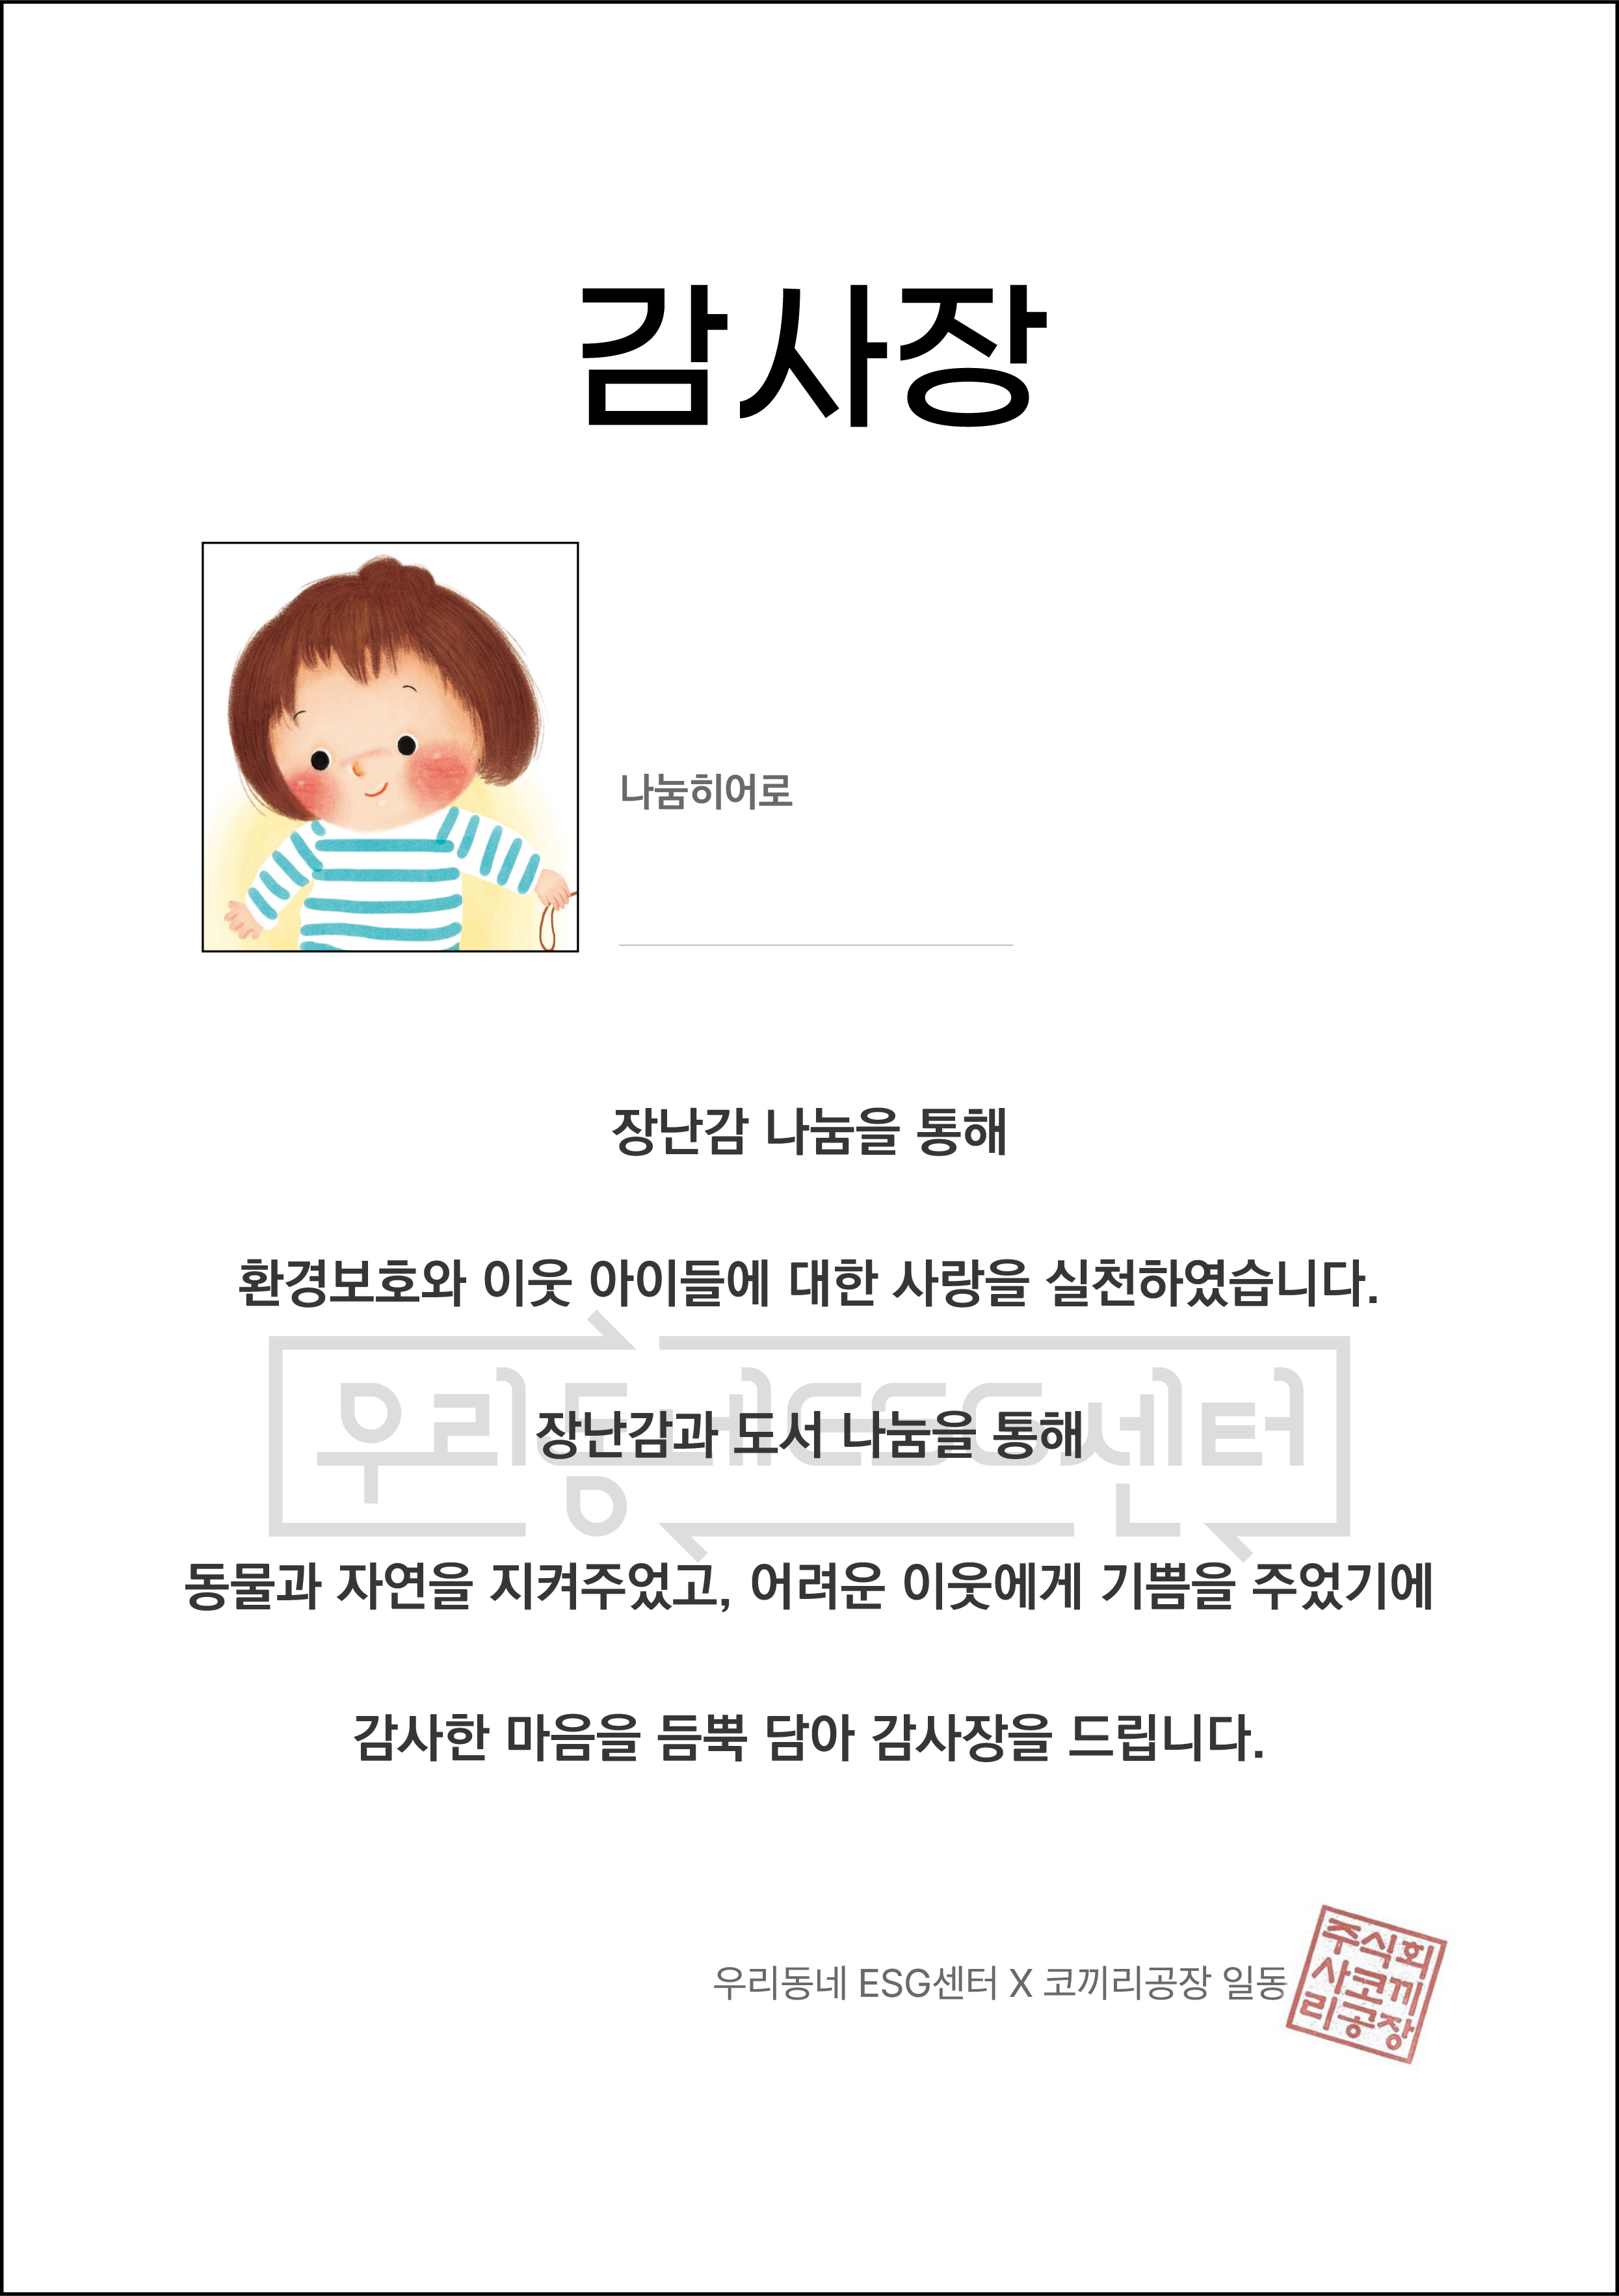 감사장
나눔히어로
장난감 나눔을 통해
환경보호와 이웃 아이들에 대한 사랑을 실천하였습니다.
우리동네ESG센터
장난감과 도서 나눔을 통해
동물과 자연을 지켜주었고, 어려운 이웃에게 기쁨을 주었기에
감사한 마음을 듬뿍 담아 감사장을 드립니다.
우리동네 ESG센터 X 코끼리공장 일동
주식회
사코끼
리공장